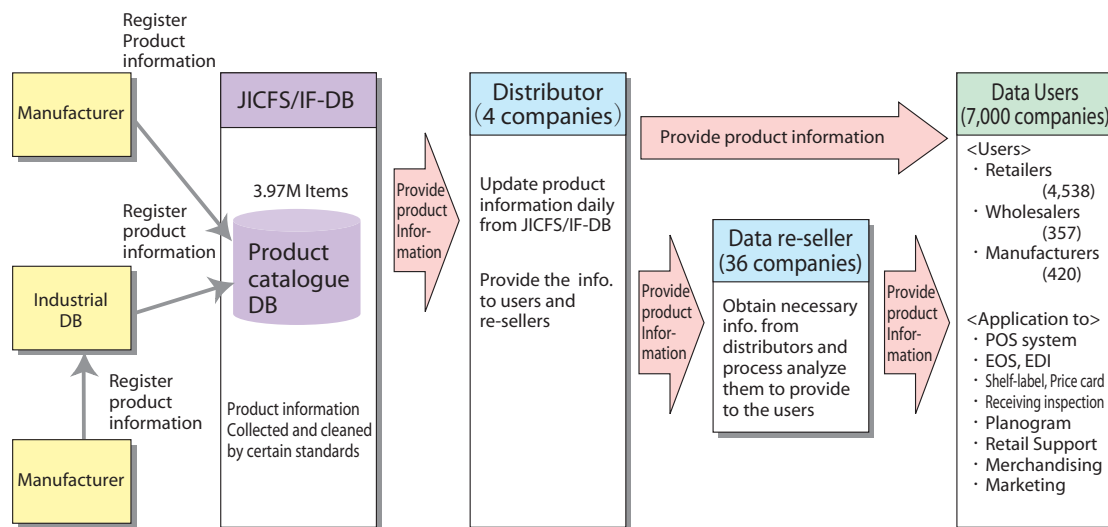 Register
Product
information
Manufacturer
Register
product
information
Industrial
DB
Register
product
information
Manufacturer
JICFS/IF-DB
3.97M Items
Product
catalogue
DB
Product information
Collected and cleaned
by certain standards
Provide
product
Infor-
mation
Distributor
(4 companies)
Update product
information daily
from JICFS/IF-DB
Provide the info.
to users and
re-sellers
Provide product information
Provide
product
Infor-
mation
Data re-seller
(36 companies)
Obtain necessary
info. from
distributors and
process analyze
them to provide
to the users
Provide
product
Infor-
mation
Data Users
(7,000 companies)
<Users>
・ Retailers
(4,538)
・ Wholesalers
(357)
・ Manufacturers
(420)
<Application to>
・ POS system
・ EOS, EDI
・ Shelf-label, Price card
・ Receiving inspection
・ Planogram
・ Retail Support
・ Merchandising
・ Marketing